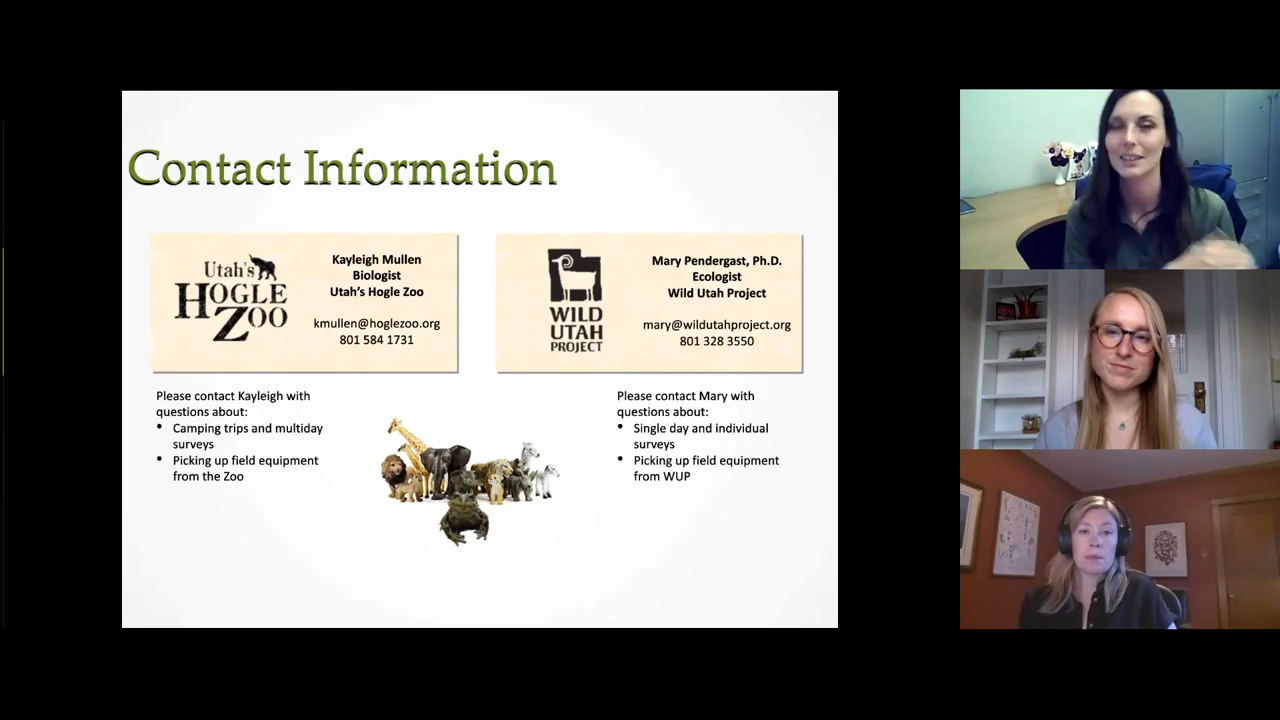 Contact Information
Utah's
HOGLE
ZOO
Kayleigh Mullen
Biologist
Utah's Hogle Zoo
kmullen@hoglezoo.org
801 584 1731
WILD
UTAH
PROJECT
Mary Pendergast, Ph.D.
Ecologist
Wild Utah Project
mary@wildutahproject.org
801 328 3550
Please contact Kayleigh with
questions about:
• Camping trips and multiday
surveys
• Picking up field equipment
from the Zoo
Please contact Mary with
questions about:
• Single day and individual
surveys
• Picking up field equipment
from WUP